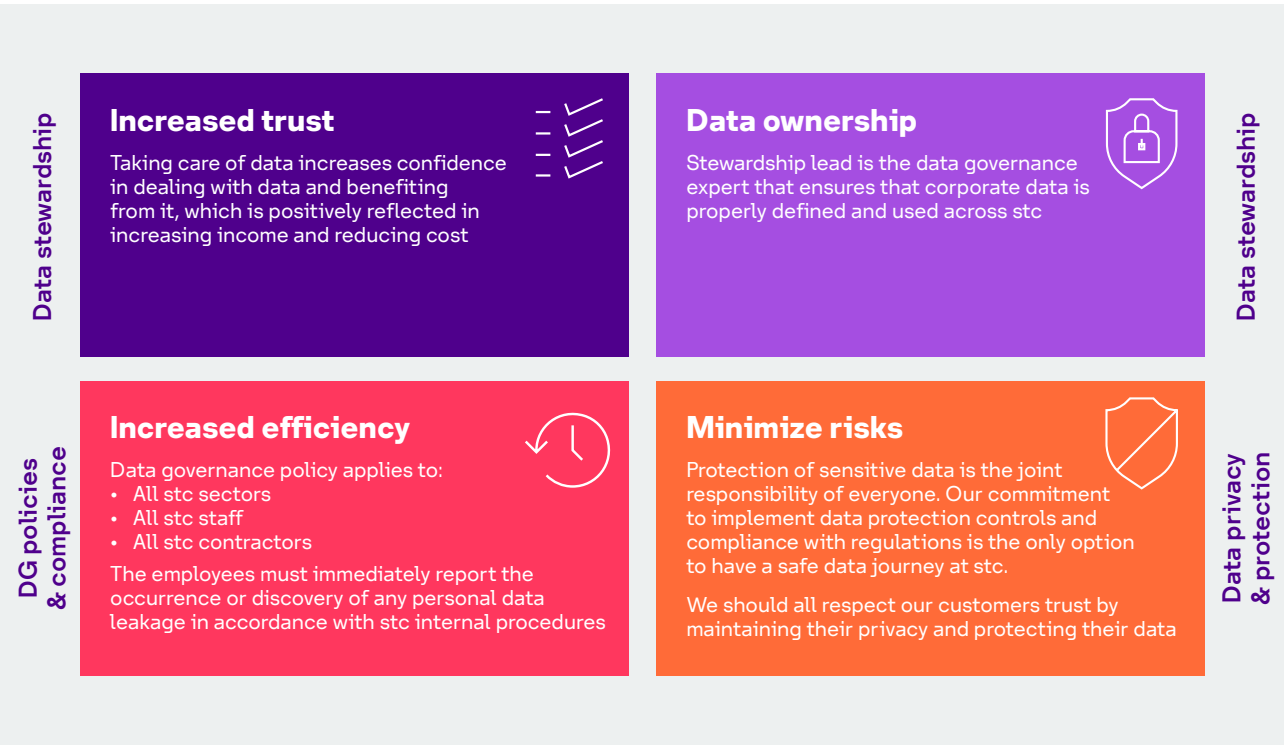 Data stewardship
Increased trust
Taking care of data increases confidence
in dealing with data and benefiting
from it, which is positively reflected in
increasing income and reducing cost
Data ownership
Stewardship lead is the data governance
expert that ensures that corporate data is
properly defined and used across stc
Data stewardship
DG policies
& compliance
Increased efficiency
Data governance policy applies to:
• All stc sectors
• All stc staff
• All stc contractors
The employees must immediately report the
occurrence or discovery of any personal data
leakage in accordance with stc internal procedures
Minimize risks
Protection of sensitive data is the joint
responsibility of everyone. Our commitment
to implement data protection controls and
compliance with regulations is the only option
to have a safe data journey at stc.
We should all respect our customers trust by
maintaining their privacy and protecting their data
Data privacy
& protection